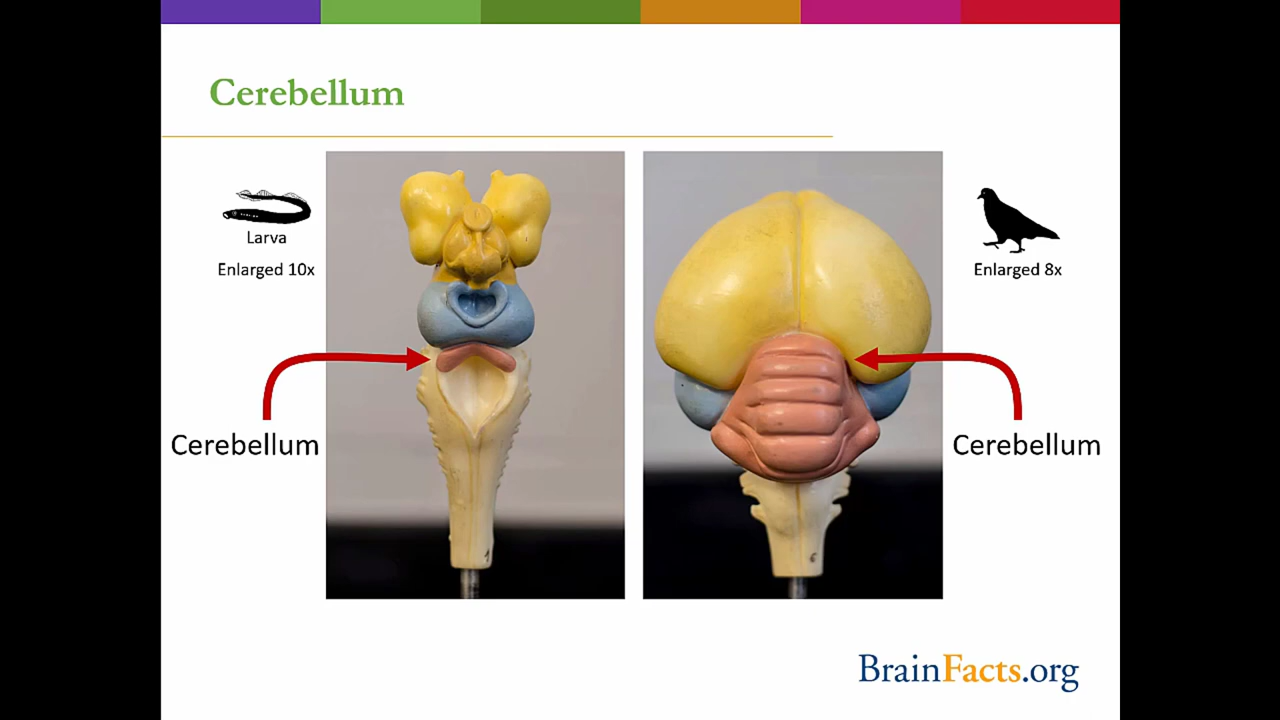 Cerebellum
Larva
Enlarged 10x
Enlarged 8x
Cerebellum
Cerebellum
BrainFacts.org